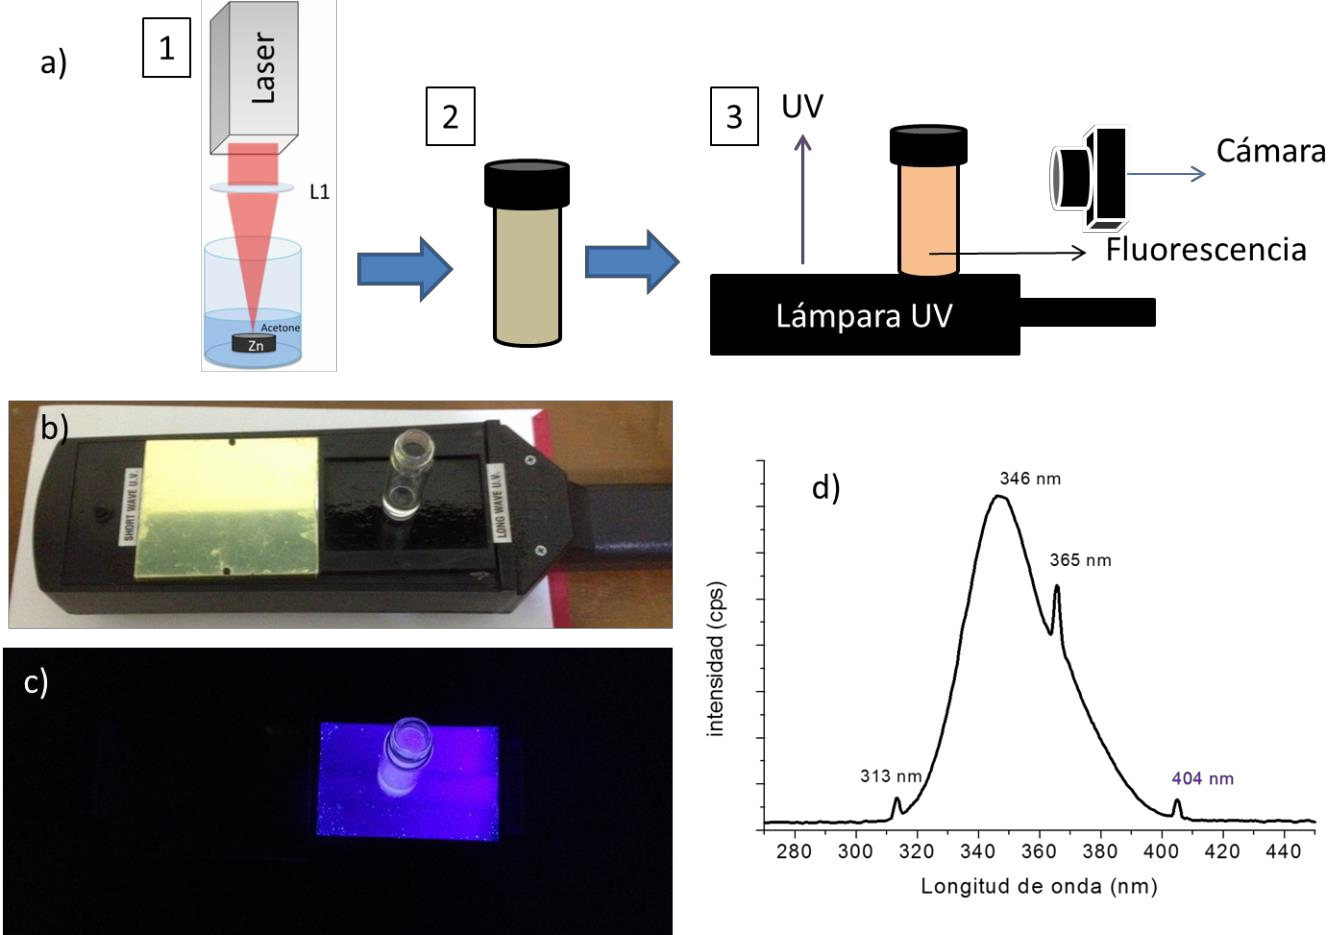 a)
1
Laser
L1
Acetone
Zn
2
3
UV
Cámara
Fluorescencia
Lámpara UV
b)
SHORT WAVE U.V.
LONG WAVE U.V.
c)
d)
346 nm
365 nm
313 nm
404 nm
intensidad (cps)
280 300 320 340 360 380 400 420 440
Longitud de onda (nm)